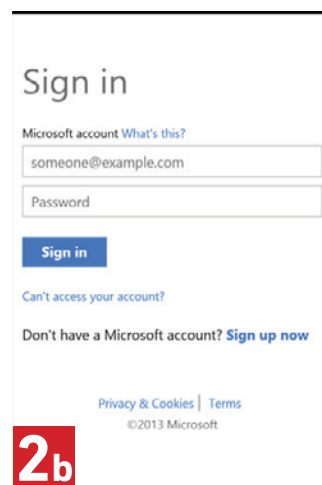 Sign in
Microsoft account What's this?
someone@example.com
Password
Sign in
Can't access your account?
Don't have a Microsoft account? Sign up now
Privacy & Cookies | Terms
©2013 Microsoft
2b